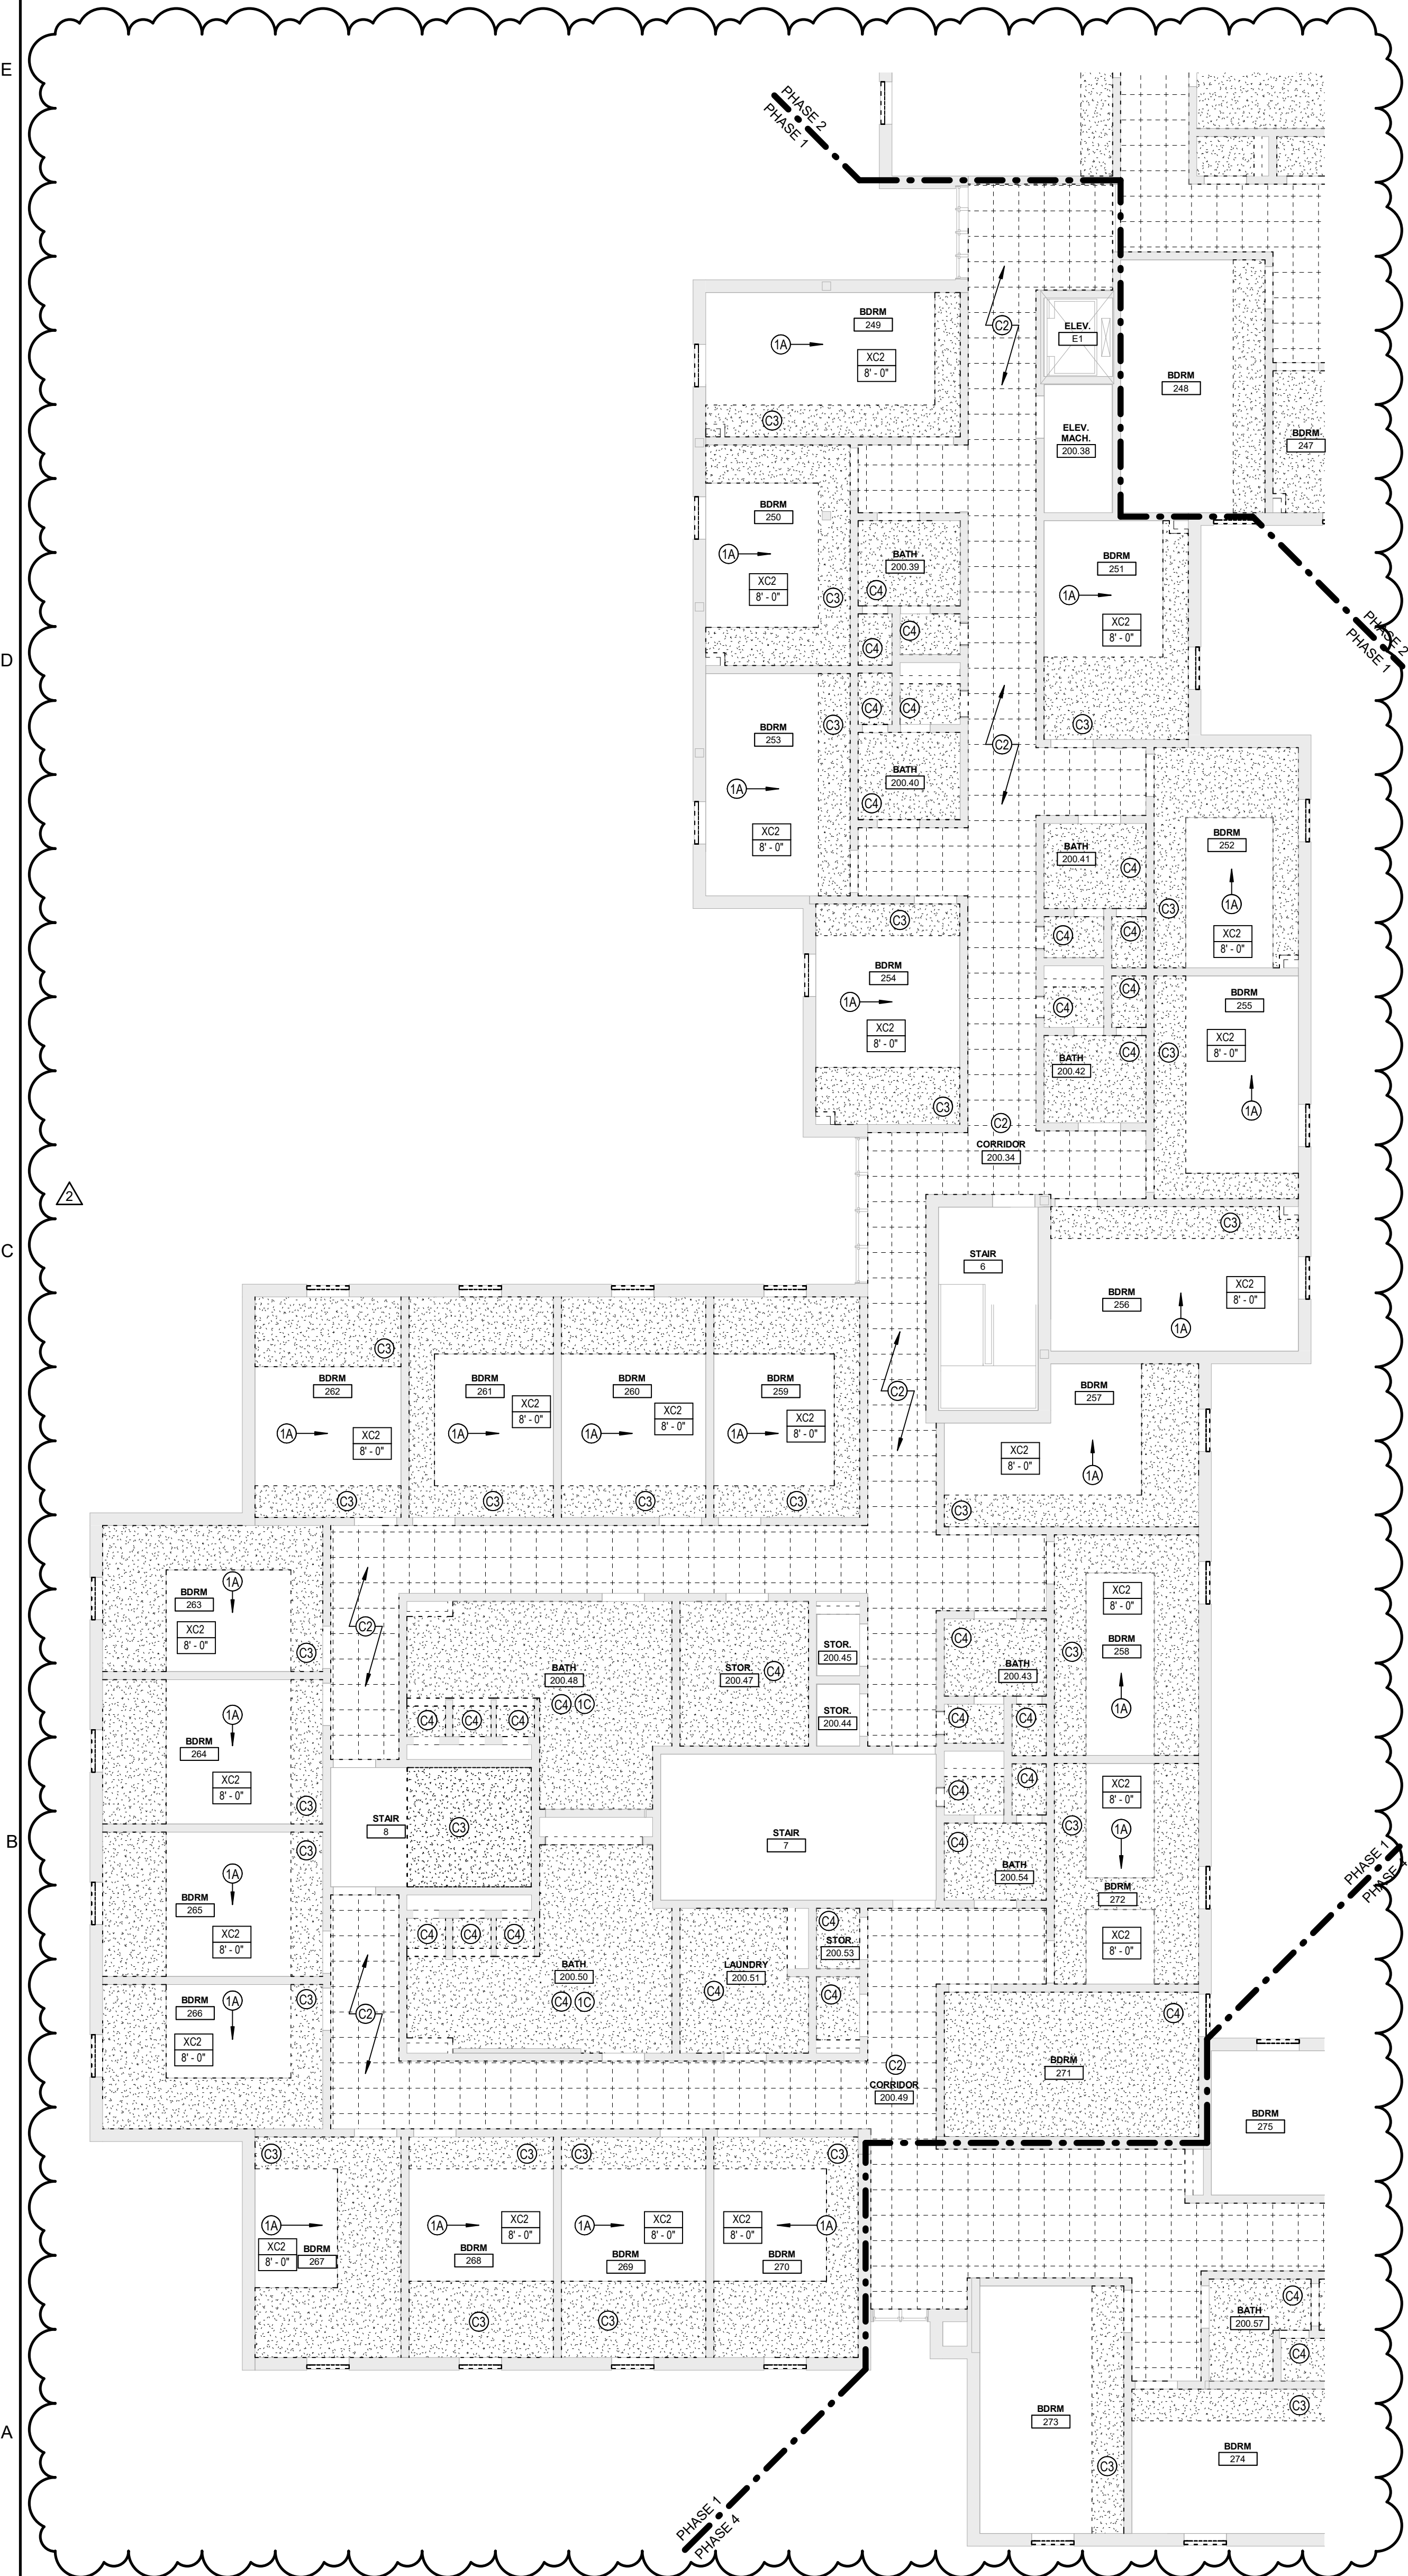 E
PHASE 2
PHASE 1
BDRM
249
1A
XC2
8' - 0"
C3
C2
ELEV.
E1
BDRM
248
ELEV.
MACH.
200.38
BDRM
247
BDRM
250
1A
XC2
8' - 0"
C3
BATH
200.39
C4
C4
C4
BDRM
251
1A
XC2
8' - 0"
C3
PHASE 2
PHASE 1
D
C4
C4
BDRM
253
C3
1A
XC2
8' - 0"
BATH
200.40
C4
C2
BDRM
252
1A
XC2
8' - 0"
C3
BATH
200.41
C4
C4
C4
C3
BDRM
254
1A
XC2
8' - 0"
C3
C4
C4
BATH
200.42
C4
BDRM
255
XC2
8' - 0"
C3
1A
C2
CORRIDOR
200.34
2
C
STAIR
6
C3
BDRM
256
XC2
8' - 0"
1A
C3
BDRM
262
1A
XC2
8' - 0"
C3
BDRM
261
XC2
8' - 0"
1A
C3
BDRM
260
XC2
8' - 0"
1A
C3
BDRM
259
XC2
8' - 0"
1A
C3
C2
BDRM
257
XC2
8' - 0"
1A
C3
BDRM
263
1A
XC2
8' - 0"
C3
C2
BATH
200.48
C4
1C
C4
C4
C4
STOR.
200.47
C4
STOR.
200.45
STOR.
200.44
C4
BATH
200.43
C4
C4
XC2
8' - 0"
BDRM
258
C3
1A
BDRM
264
1A
XC2
8' - 0"
C3
B
STAIR
8
C3
STAIR
7
C4
C4
C4
BATH
200.54
XC2
8' - 0"
C3
1A
BDRM
272
XC2
8' - 0"
PHASE 1
PHASE 4
BDRM
265
1A
XC2
8' - 0"
C3
C4
C4
C4
BATH
200.50
C4
1C
LAUNDRY
200.51
C4
C4
STOR.
200.53
C4
BDRM
266
1A
XC2
8' - 0"
C3
C2
C2
CORRIDOR
200.49
BDRM
271
C4
BDRM
275
C3
1A
XC2
8' - 0"
BDRM
267
C3
1A
XC2
8' - 0"
BDRM
268
C3
C3
1A
XC2
8' - 0"
BDRM
269
C3
C3
XC2
8' - 0"
1A
BDRM
270
BATH
200.57
C4
C4
C3
A
BDRM
273
C3
BDRM
274
PHASE 1
PHASE 4